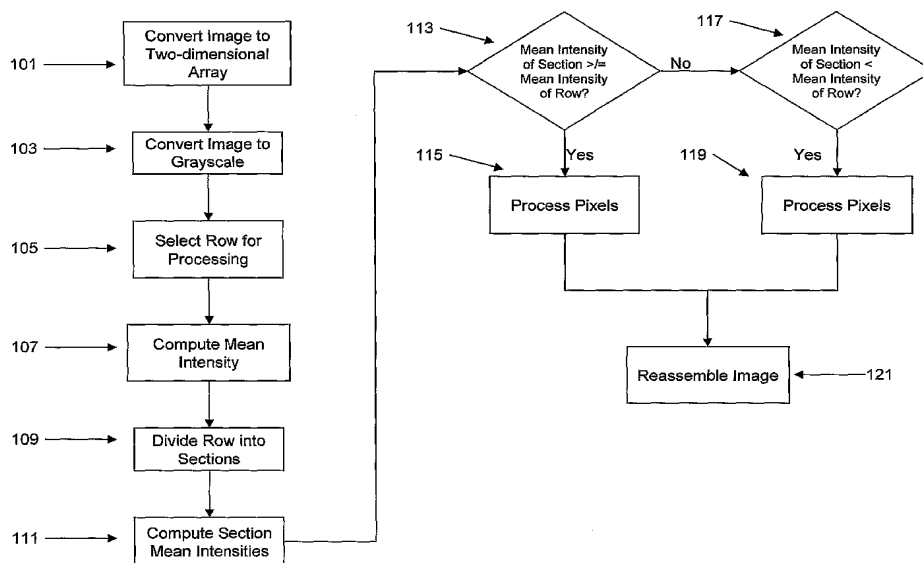 101
Convert Image to
Two-dimensional
Array
103
Convert Image to
Grayscale
105
Select Row for
Processing
107
Compute Mean
Intensity
109
Divide Row into
Sections
111
Compute Section
Mean Intensities
113
Mean Intensity
of Section >/=
Mean Intensity
of Row?
No
117
Mean Intensity
of Section <
Mean Intensity
of Row?
Yes
115
Process Pixels
Yes
119
Process Pixels
Reassemble Image
121